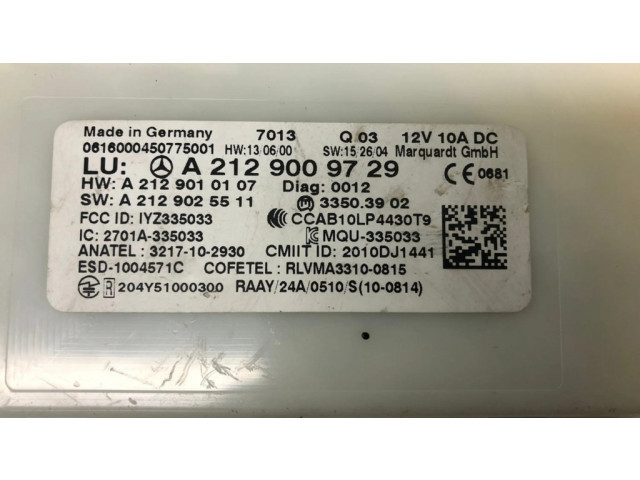 Made in Germany 7013 Q 03 12V 10A DC
0616000450775001 HW:13/06/00 SW:15/26/04 Marquardt GmbH
LU: A 212 900 97 29
HW: A 212 901 01 07 Diag: 0012 CE 0681
SW: A 212 902 55 11 3350.3902
FCC ID: IYZ335033 CCAB10LP4430T9
IC: 2701A-335033 MQU-335033
ANATEL : 3217-10-2930 CMIIT ID: 2010DJ1441
ESD-1004571C COFETEL: RLVMA3310-0815
R 204Y51000300 RAAY/24A/0510/S(10-0814)